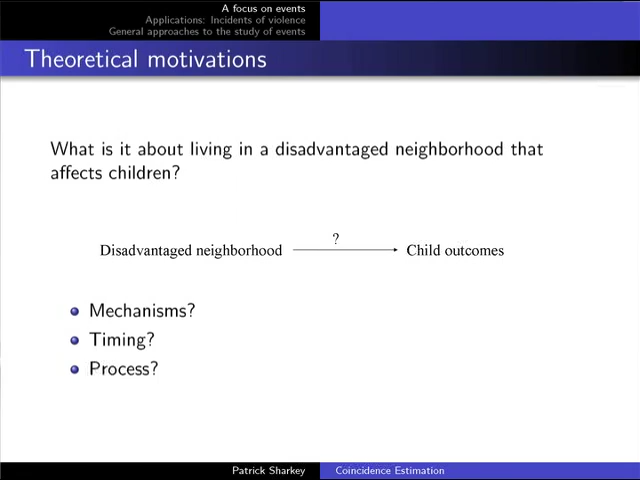 A focus on events
Applications: Incidents of violence
General approaches to the study of events
Theoretical motivations
What is it about living in a disadvantaged neighborhood that
affects children?
?
Disadvantaged neighborhood
Child outcomes
Mechanisms?
Timing?
Process?
Patrick Sharkey
Coincidence Estimation